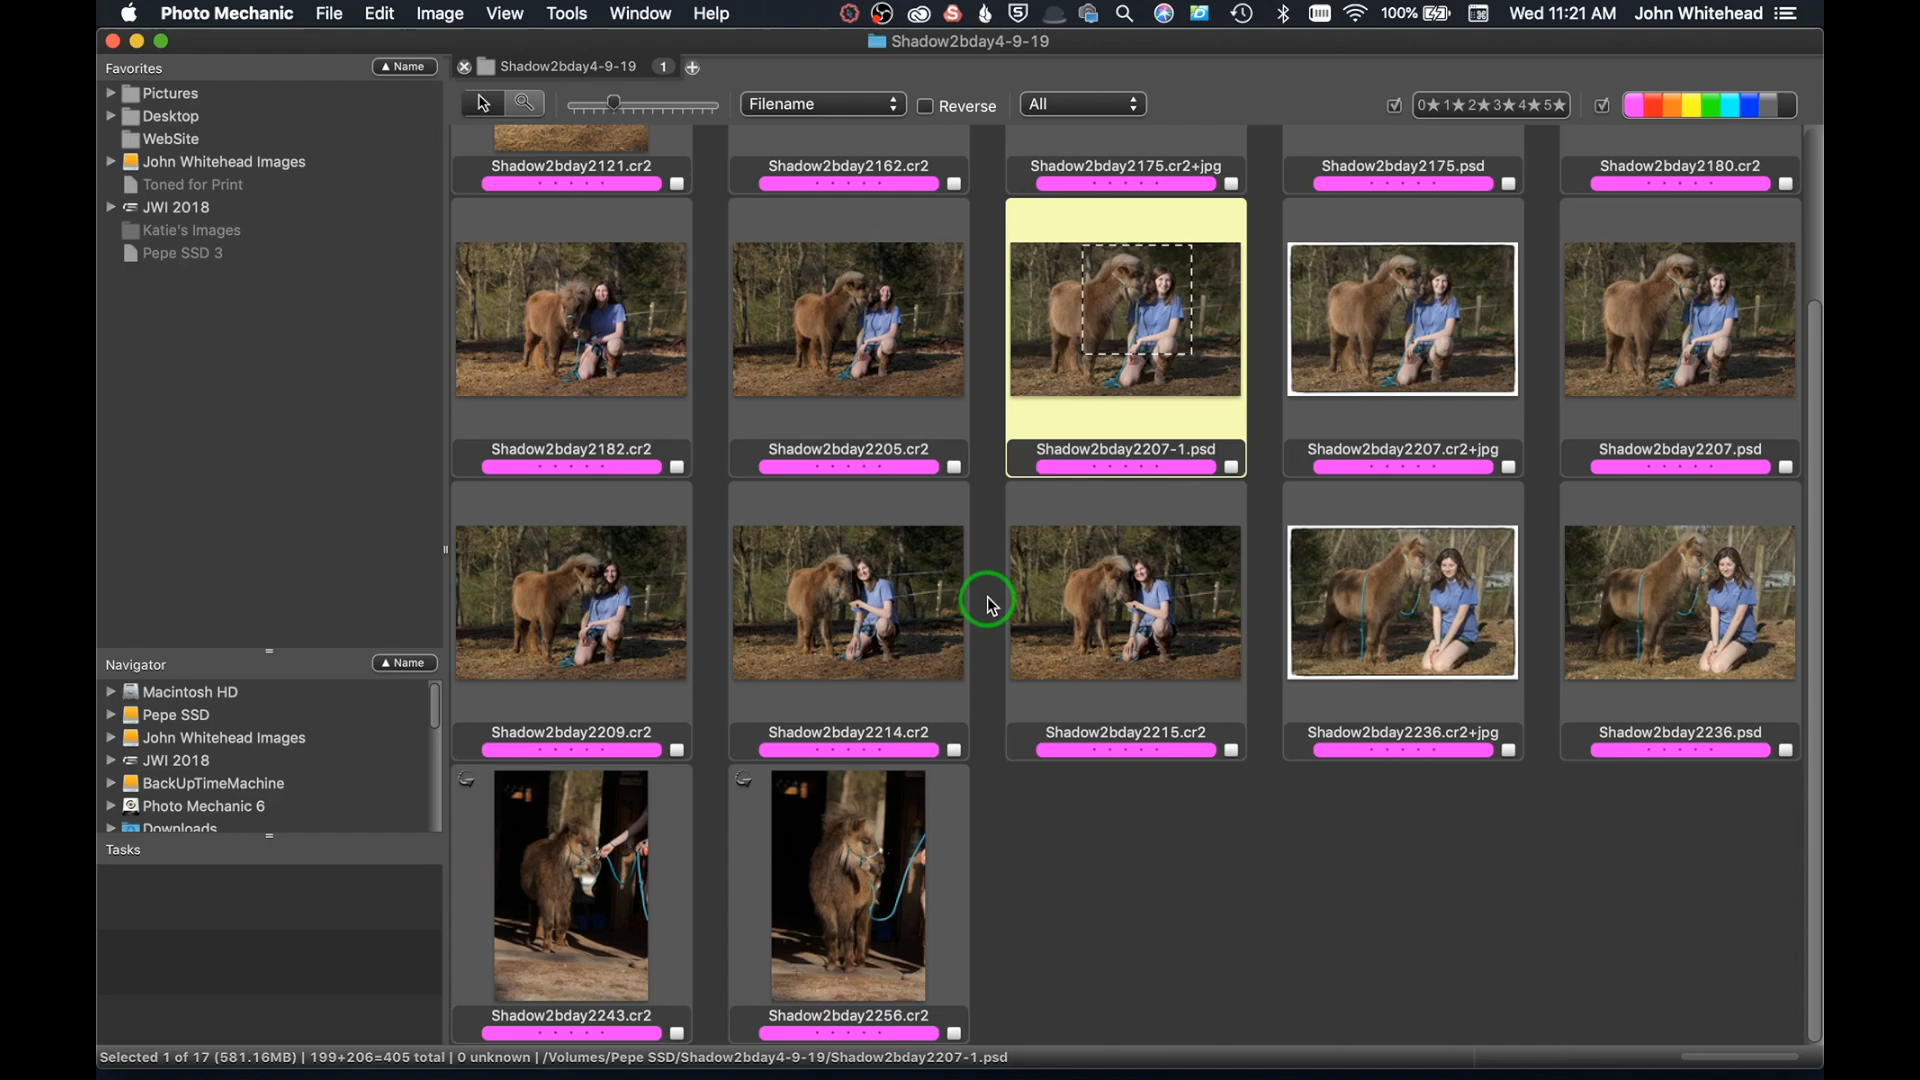 Photo Mechanic File Edit Image View Tools Window Help 100% Wed 11:21 AM John Whitehead
Shadow2bday4-9-19
Favorites ▲ Name
Shadow2bday4-9-19 1
Filename Reverse All 0★1★2★3★4★5★
Pictures
Desktop
WebSite
John Whitehead Images
Toned for Print
JWI 2018
Katie's Images
Pepe SSD 3
Shadow2bday2121.cr2 Shadow2bday2162.cr2 Shadow2bday2175.cr2+jpg Shadow2bday2175.psd Shadow2bday2180.cr2
Shadow2bday2182.cr2 Shadow2bday2205.cr2 Shadow2bday2207-1.psd Shadow2bday2207.cr2+jpg Shadow2bday2207.psd
Shadow2bday2209.cr2 Shadow2bday2214.cr2 Shadow2bday2215.cr2 Shadow2bday2236.cr2+jpg Shadow2bday2236.psd
Shadow2bday2243.cr2 Shadow2bday2256.cr2
Navigator ▲ Name
Macintosh HD
Pepe SSD
John Whitehead Images
JWI 2018
BackUpTimeMachine
Photo Mechanic 6
Downloads
Tasks
Selected 1 of 17 (581.16MB) | 199+206=405 total | 0 unknown | /Volumes/Pepe SSD/Shadow2bday4-9-19/Shadow2bday2207-1.psd